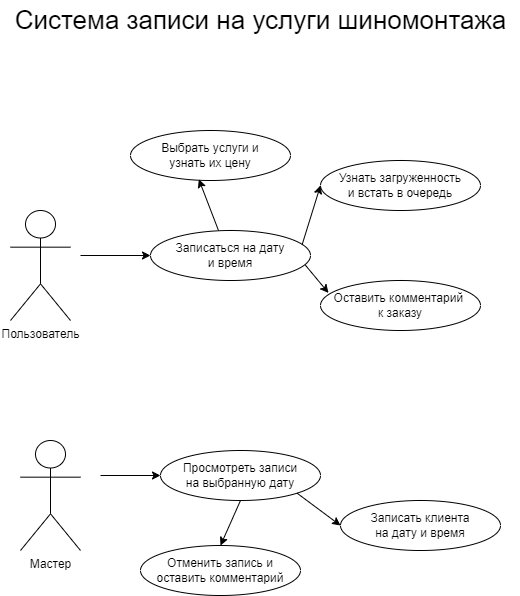 Система записи на услуги шиномонтажа
Выбрать услуги и
узнать их цену
Узнать загруженность
и встать в очередь
Записаться на дату
и время
Оставить комментарий
к заказу
Пользователь
Просмотреть записи
на выбранную дату
Записать клиента
на дату и время
Мастер
Отменить запись и
оставить комментарий